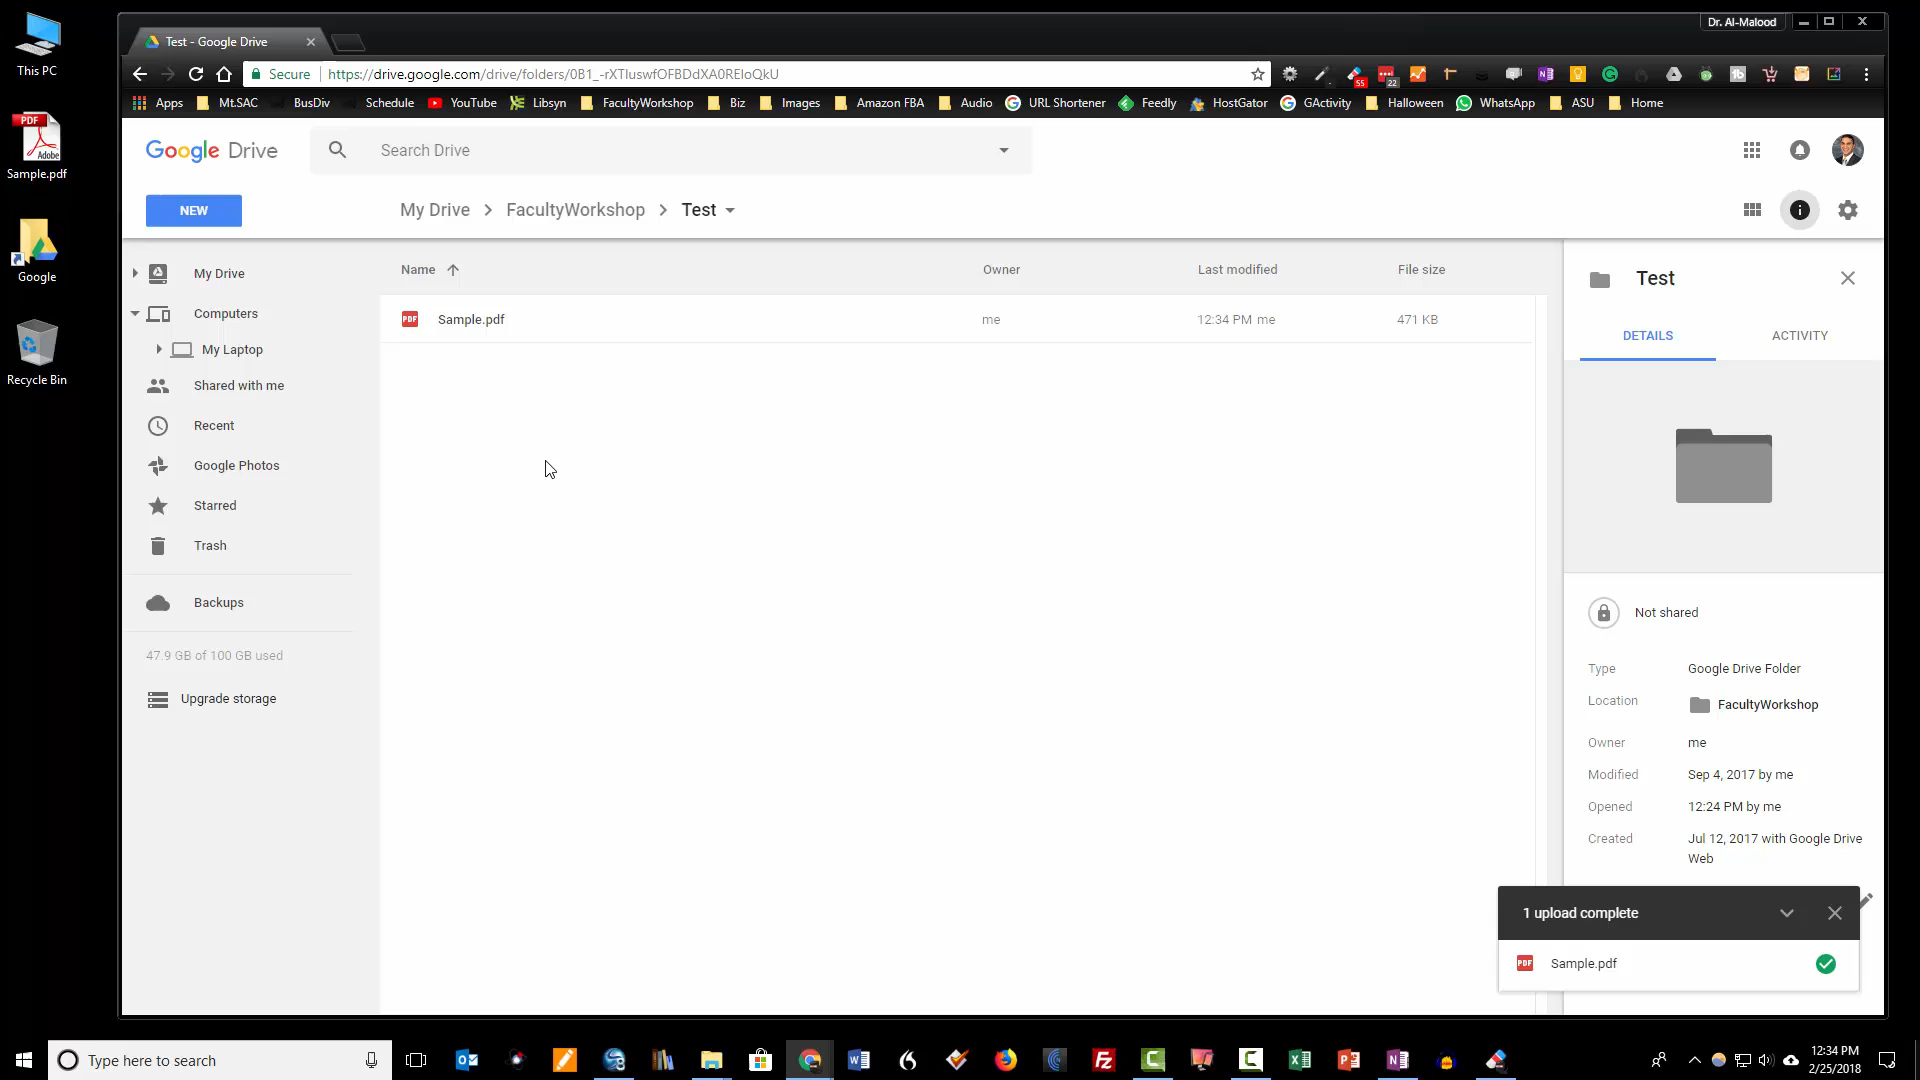 This PC
PDF
Adobe
Sample.pdf
Google
Recycle Bin
Dr. Al-Malood
Test - Google Drive
Secure
https://drive.google.com/drive/folders/0B1_-rXTIuswfOFBDdXA0REloQkU
55
22
Apps
Mt.SAC
BusDiv
Schedule
YouTube
Libsyn
FacultyWorkshop
Biz
Images
Amazon FBA
Audio
URL Shortener
Feedly
HostGator
GActivity
Halloween
WhatsApp
ASU
Home
Google Drive
Search Drive
NEW
My Drive
FacultyWorkshop
Test
My Drive
Computers
My Laptop
Shared with me
Recent
Google Photos
Starred
Trash
Backups
47.9 GB of 100 GB used
Upgrade storage
Name
Owner
Last modified
File size
PDF
Sample.pdf
me
12:34 PM me
471 KB
Test
DETAILS
ACTIVITY
Not shared
Type
Google Drive Folder
Location
FacultyWorkshop
Owner
me
Modified
Sep 4, 2017 by me
Opened
12:24 PM by me
Created
Jul 12, 2017 with Google Drive
Web
1 upload complete
PDF
Sample.pdf
Type here to search
12:34 PM
2/25/2018